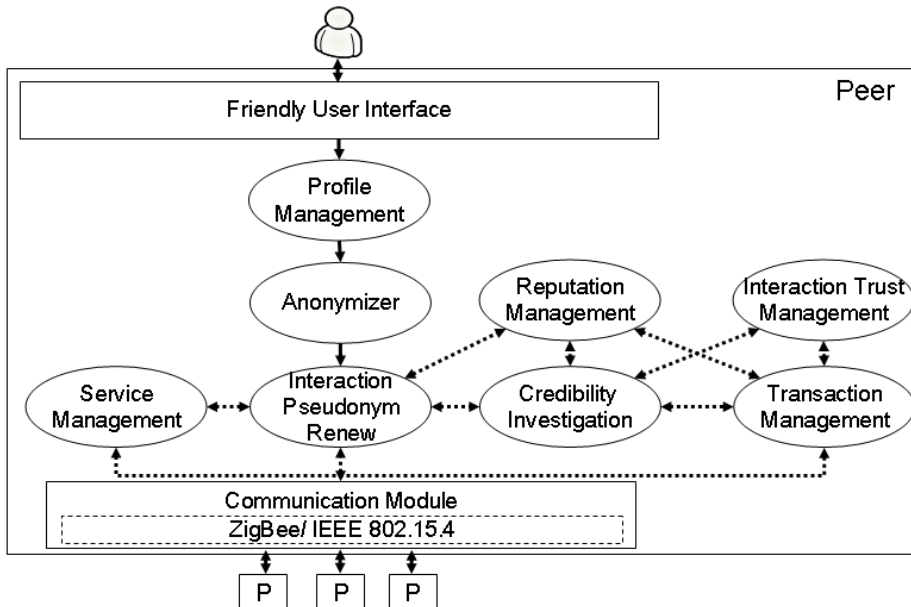 Peer
Friendly User Interface
Profile
Management
Anonymizer
Reputation
Management
Interaction Trust
Management
Service
Management
Interaction
Pseudonym
Renew
Credibility
Investigation
Transaction
Management
Communication Module
ZigBee/ IEEE 802.15.4
P
P
P